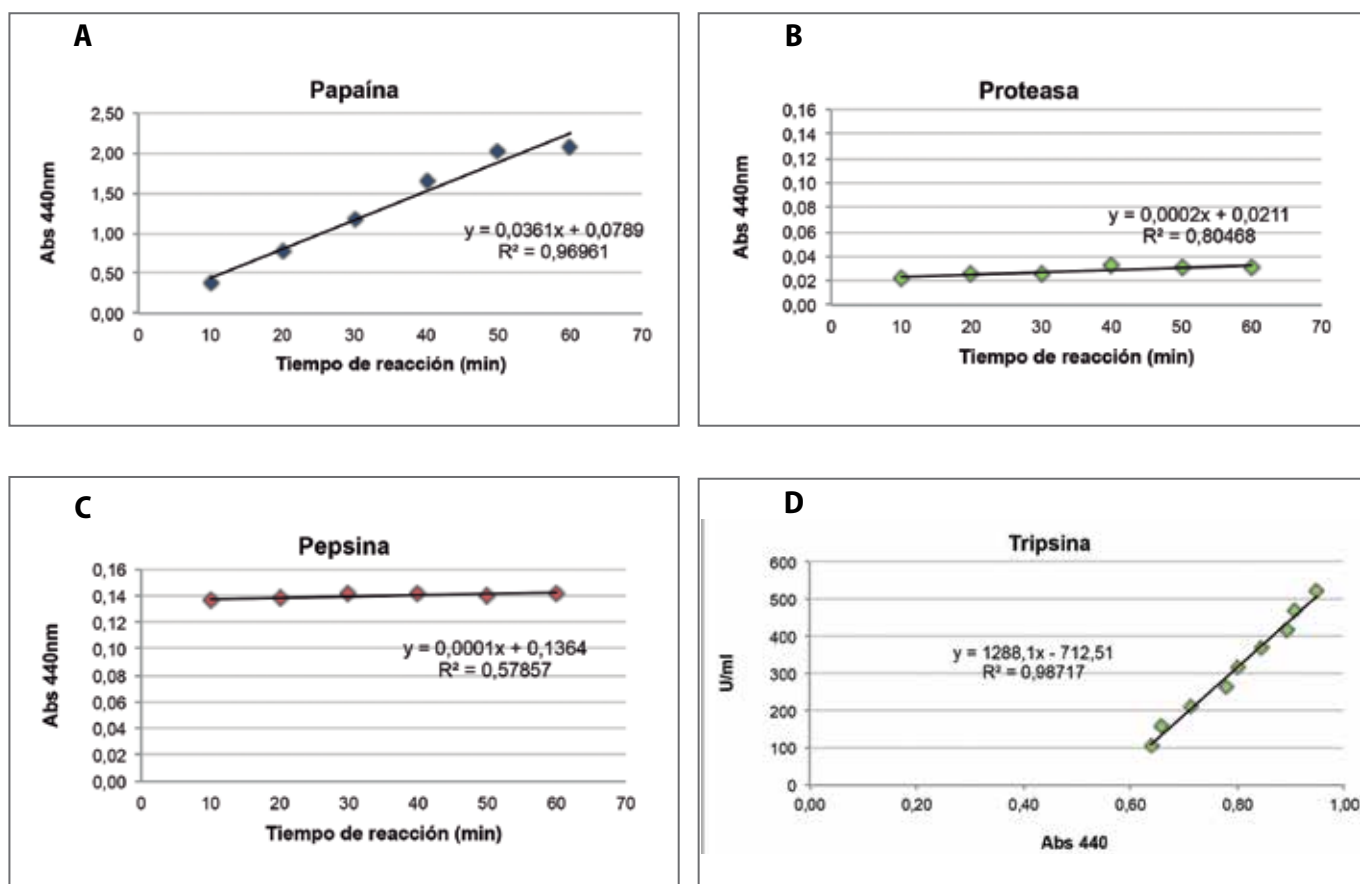 A
Papaína
Abs 440nm
2,50
2,00
1,50
1,00
0,50
0,00
y = 0,0361x + 0,0789
R² = 0,96961
0 10 20 30 40 50 60 70
Tiempo de reacción (min)
B
Proteasa
Abs 440nm
0,16
0,14
0,12
0,10
0,08
0,06
0,04
0,02
0,00
y = 0,0002x + 0,0211
R² = 0,80468
0 10 20 30 40 50 60 70
Tiempo de reacción (min)
C
Pepsina
Abs 440nm
0,16
0,14
0,12
0,10
0,08
0,06
0,04
0,02
0,00
y = 0,0001x + 0,1364
R² = 0,57857
0 10 20 30 40 50 60 70
Tiempo de reacción (min)
D
Tripsina
U/ml
600
500
400
300
200
100
0
y = 1288,1x - 712,51
R² = 0,98717
0,00 0,20 0,40 0,60 0,80 1,00
Abs 440